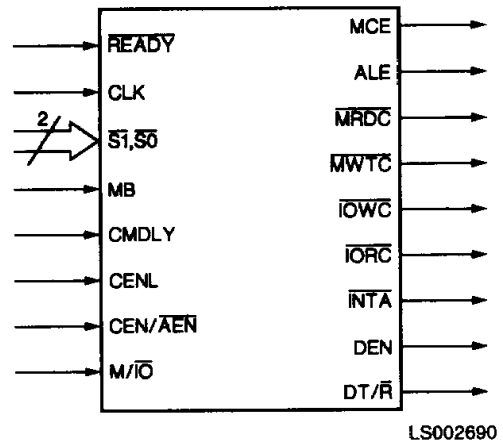 READY
CLK
2
S1,S0
MB
CMDLY
CENL
CEN/AEN
M/IO
MCE
ALE
MRDC
MWTC
IOWC
IORC
INTA
DEN
DT/R
LS002690